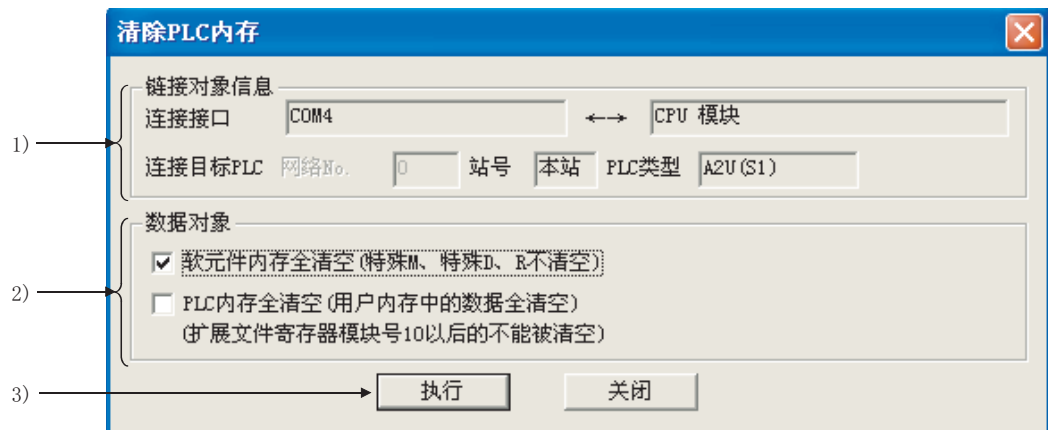 清除PLC内存
链接对象信息
连接接口 COM4 ←→ CPU 模块
1)
连接目标PLC 网络No. 0 站号 本站 PLC类型 A2U(S1)
数据对象
软元件内存全清空(特殊M、特殊D、R不清空)
2)
PLC内存全清空(用户内存中的数据全清空)
(扩展文件寄存器模块号10以后的不能被清空)
3) 执行 关闭